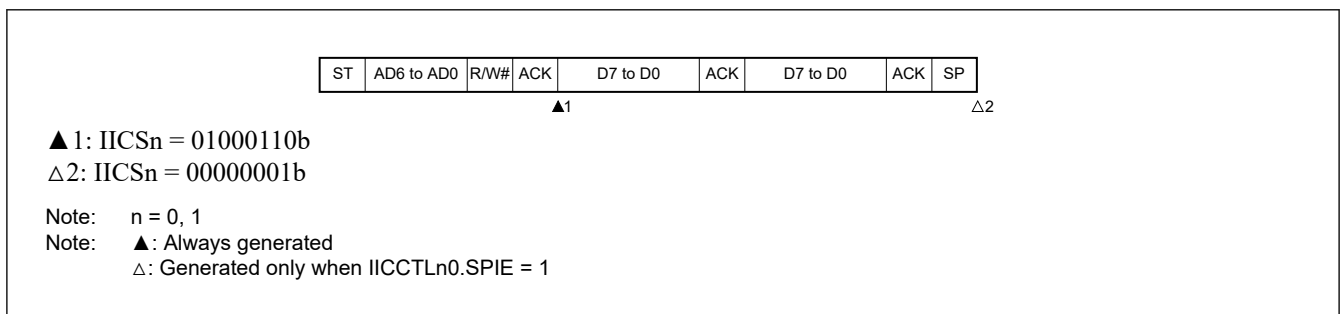 ST AD6 to AD0 R/W# ACK D7 to D0 ACK D7 to D0 ACK SP
▲1 △2
▲1: IICSn = 01000110b
△2: IICSn = 00000001b
Note: n = 0, 1
Note: ▲: Always generated
△: Generated only when IICCTLn0.SPIE = 1